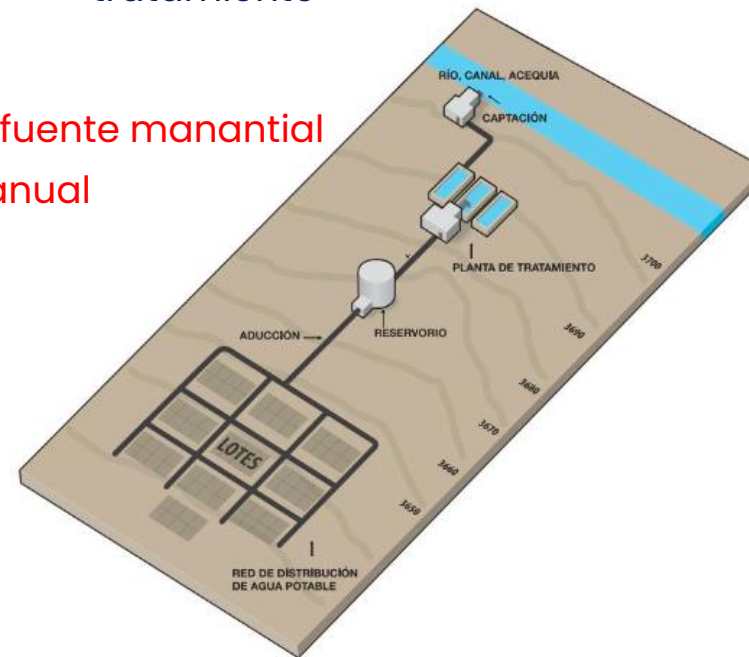 fuente manantial
anual
RÍO, CANAL, ACEQUIA
CAPTACIÓN
PLANTA DE TRATAMIENTO
3700
RESERVORIO
ADUCCIÓN
3690
3680
3670
3660
3650
LOTES
RED DE DISTRIBUCIÓN
DE AGUA POTABLE